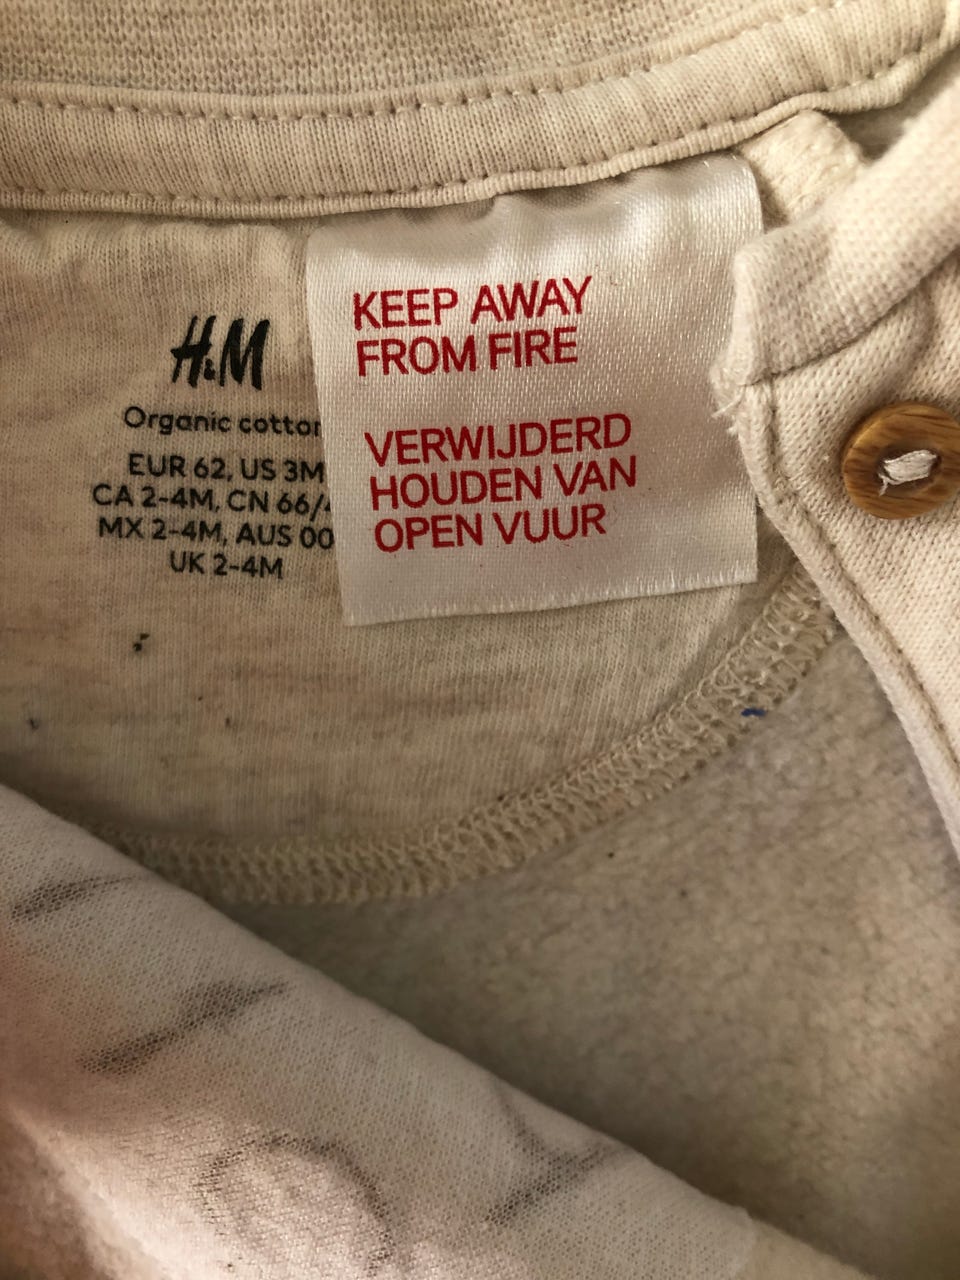 H&M
Organic cotton
EUR 62, US 3M
CA 2-4M, CN 66/
MX 2-4M, AUS 00
UK 2-4M
KEEP AWAY
FROM FIRE
VERWIJDERD
HOUDEN VAN
OPEN VUUR